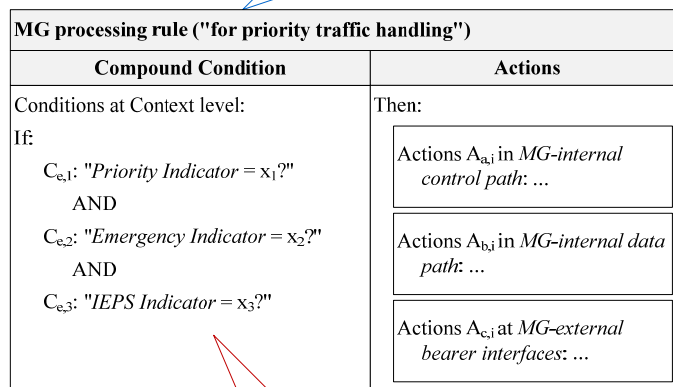 MG processing rule ("for priority traffic handling")
Compound Condition
Actions
Conditions at Context level:
If:
Ce,1: "Priority Indicator = x1?"
AND
Ce,2: "Emergency Indicator = x2?"
AND
Ce,3: "IEPS Indicator = x3?"
Then:
Actions Aa,i in MG-internal
control path: ...
Actions Ab,i in MG-internal data
path: ...
Actions Ac,i at MG-external
bearer interfaces: ...